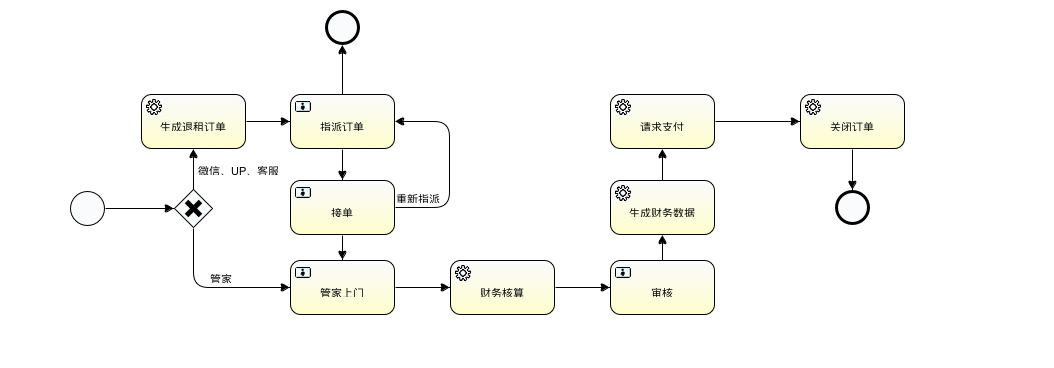 生成退租订单
指派订单
请求支付
关闭订单
微信、UP、客服
重新指派
接单
生成财务数据
管家
管家上门
财务核算
审核